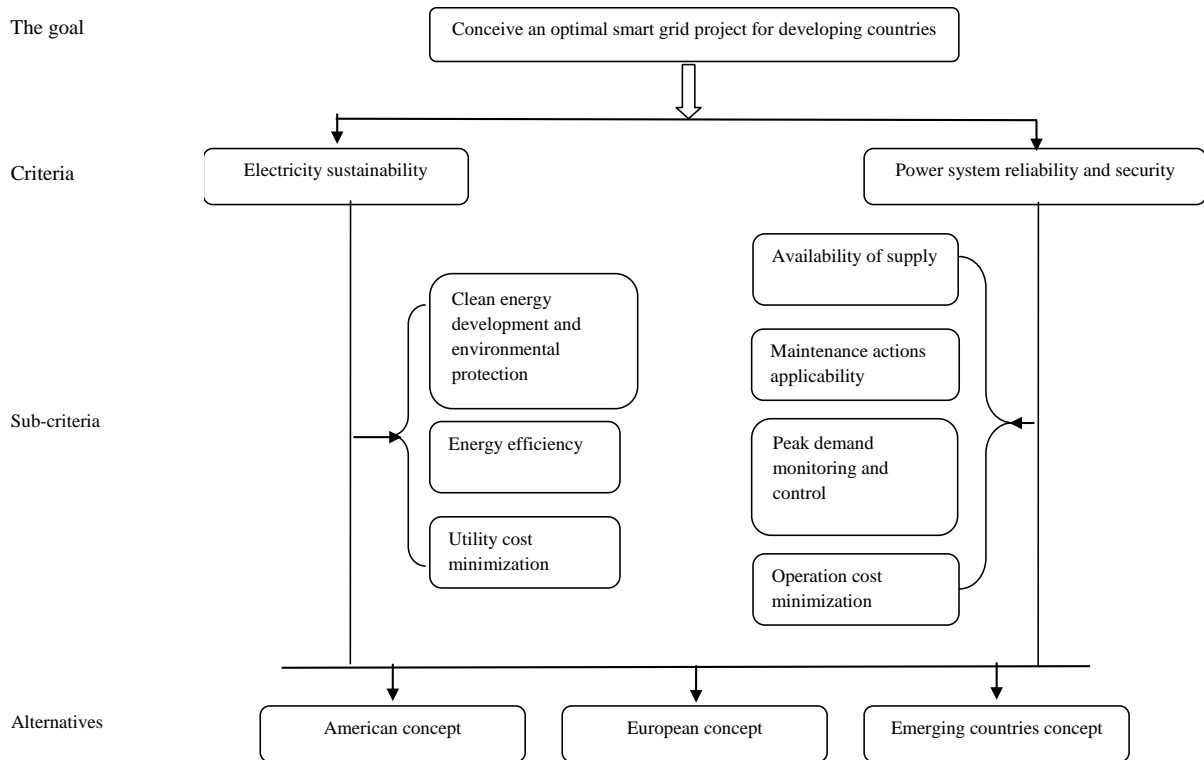 The goal
Conceive an optimal smart grid project for developing countries
Criteria
Electricity sustainability
Power system reliability and security
Sub-criteria
Clean energy
development and
environmental
protection
Energy efficiency
Utility cost
minimization
Availability of supply
Maintenance actions
applicability
Peak demand
monitoring and
control
Operation cost
minimization
Alternatives
American concept
European concept
Emerging countries concept